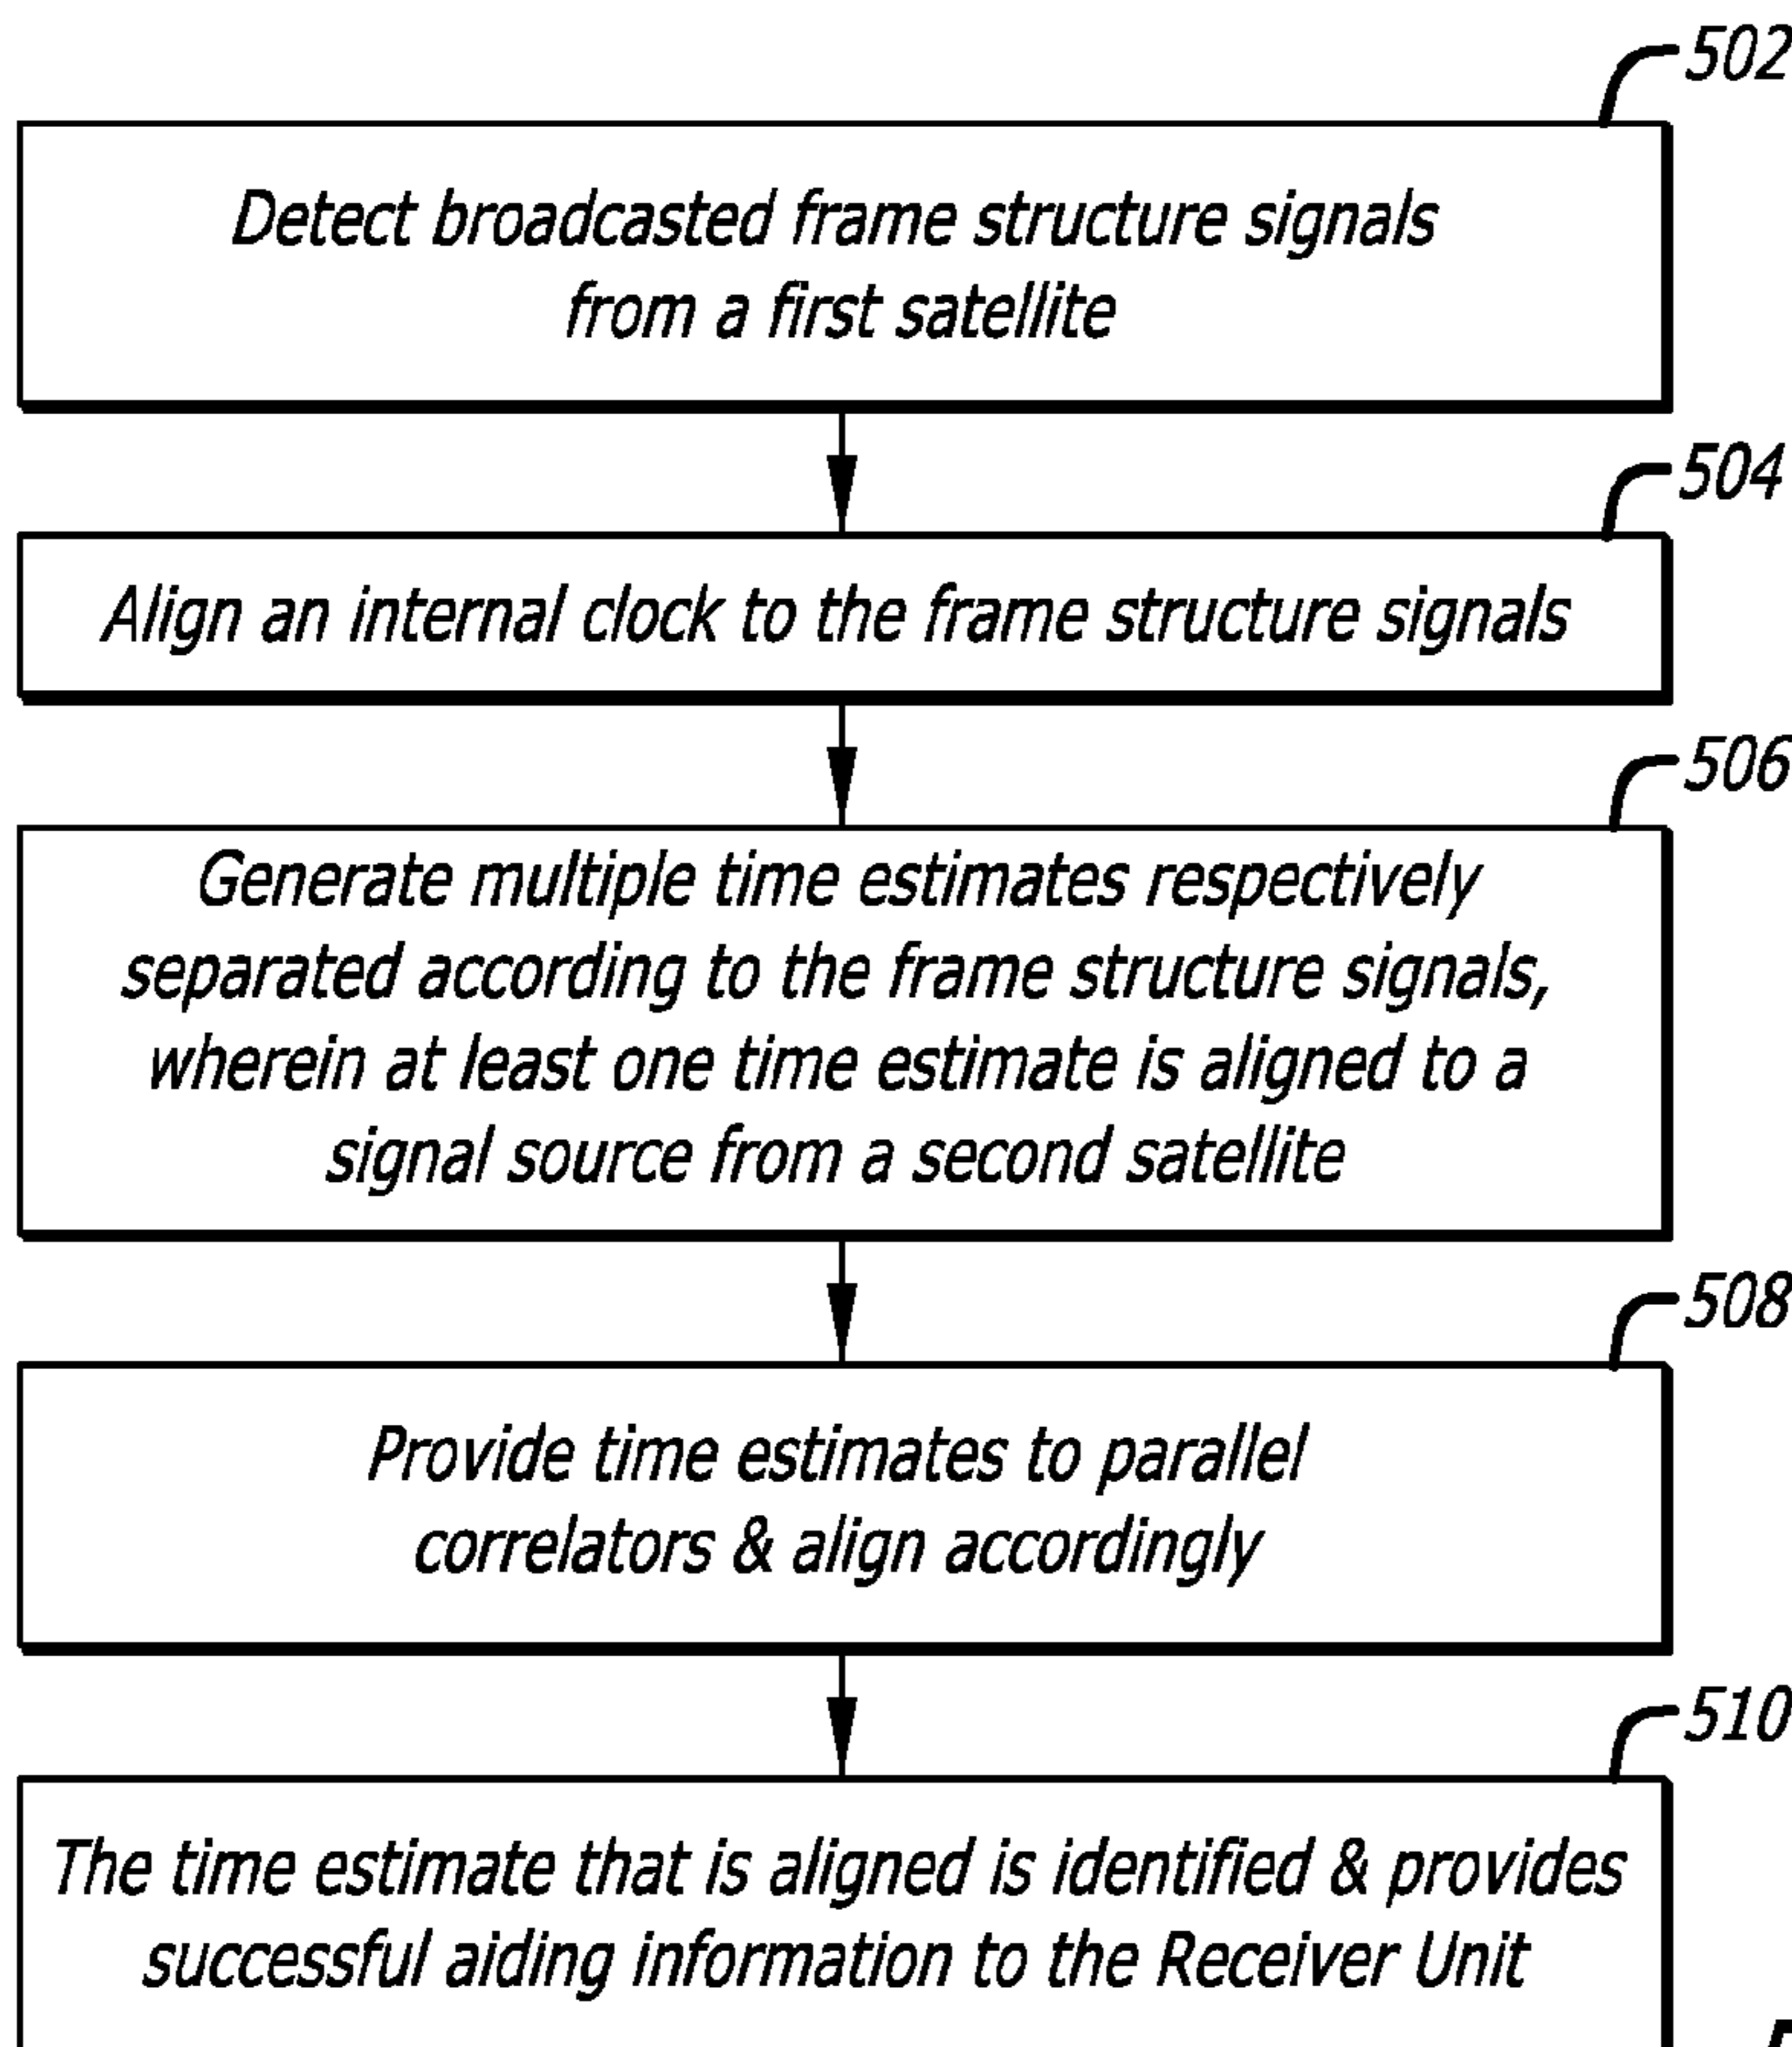 502
Detect broadcasted frame structure signals
from a first satellite
504
Align an internal clock to the frame structure signals
506
Generate multiple time estimates respectively
separated according to the frame structure signals,
wherein at least one time estimate is aligned to a
signal source from a second satellite
508
Provide time estimates to parallel
correlators & align accordingly
510
The time estimate that is aligned is identified & provides
successful aiding information to the Receiver Unit